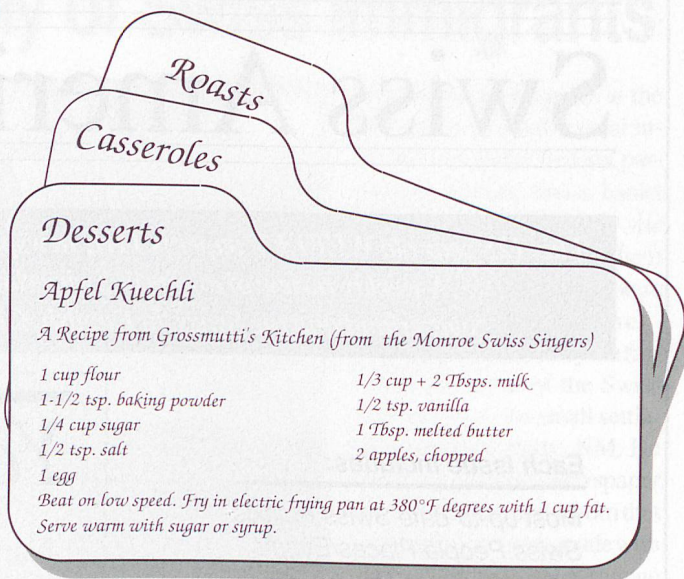 Roasts
Casseroles
Desserts
Apfel Kuechli
A Recipe from Grossmutti's Kitchen (from the Monroe Swiss Singers)
1 cup flour
1-1/2 tsp. baking powder
1/4 cup sugar
1/2 tsp. salt
1 egg
1/3 cup + 2 Tbsps. milk
1/2 tsp. vanilla
1 Tbsp. melted butter
2 apples, chopped
Beat on low speed. Fry in electric frying pan at 380°F degrees with 1 cup fat.
Serve warm with sugar or syrup.